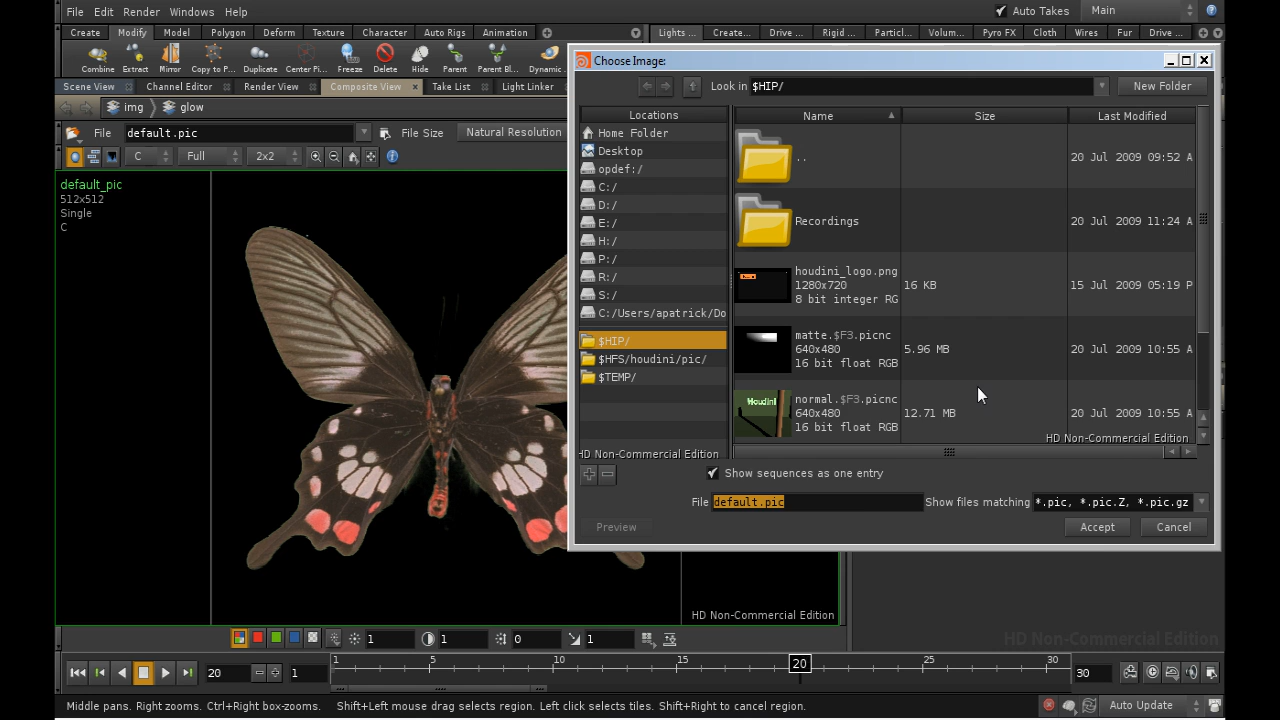 File Edit Render Windows Help
Auto Takes Main
Create Modify Model Polygon Deform Texture Character Auto Rigs Animation
Lights ... Create... Drive ... Rigid ... Particl... Volum... Pyro FX Cloth Wires Fur Drive ...
Combine Extract Mirror Copy to P... Duplicate Center Pi... Freeze Delete Hide Parent Parent Bl... Dynamic
Scene View Channel Editor Render View Composite View Take List Light Linker
img glow
File default.pic File Size Natural Resolution
C Full 2x2
default_pic
512x512
Single
C
HD Non-Commercial Edition
Choose Image:
Look in $HIP/ New Folder
Locations
Home Folder
Desktop
opdef:/
C:/
D:/
E:/
H:/
P:/
R:/
S:/
C:/Users/apatrick/Do
$HIP/
$HFS/houdini/pic/
$TEMP/
HD Non-Commercial Edition
Name Size Last Modified
.. 20 Jul 2009 09:52 A
Recordings 20 Jul 2009 11:24 A
houdini_logo.png
1280x720 16 KB 15 Jul 2009 05:19 P
8 bit integer RG
matte.$F3.picnc
640x480 5.96 MB 20 Jul 2009 10:55 A
16 bit float RGB
Houdini
normal.$F3.picnc
640x480 12.71 MB 20 Jul 2009 10:55 A
16 bit float RGB
HD Non-Commercial Edition
Show sequences as one entry
File default.pic Show files matching *.pic, *.pic.Z, *.pic.gz
Preview Accept Cancel
1 1 0 1
HD Non-Commercial Edition
20 1 1 5 10 15 20 25 30 30
Middle pans. Right zooms. Ctrl+Right box-zooms. Shift+Left mouse drag selects region. Left click selects tiles. Shift+Right to cancel region.
Auto Update